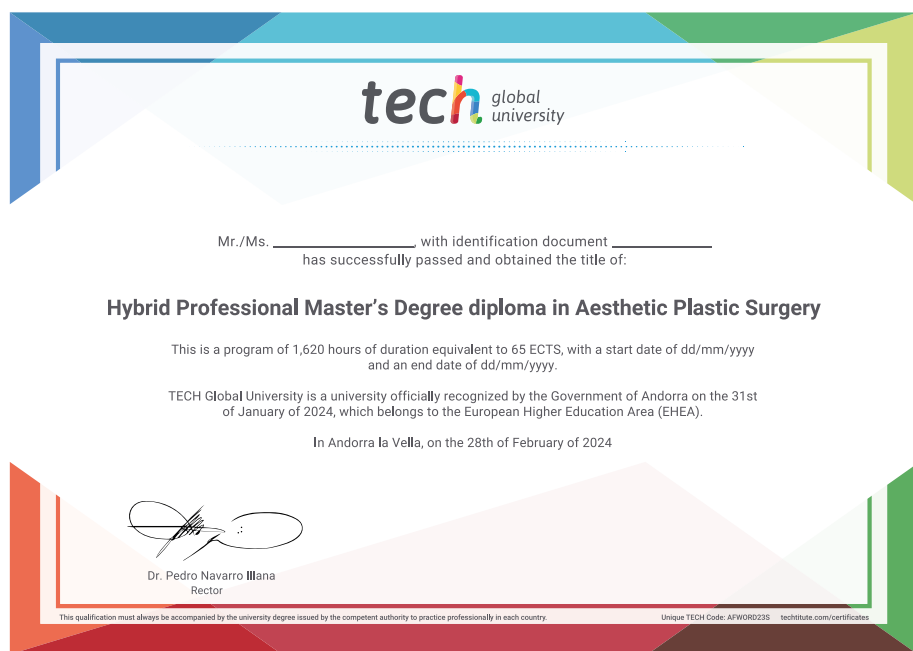 tech global university
Mr./Ms. ______________, with identification document __________
has successfully passed and obtained the title of:
Hybrid Professional Master's Degree diploma in Aesthetic Plastic Surgery
This is a program of 1,620 hours of duration equivalent to 65 ECTS, with a start date of dd/mm/yyyy
and an end date of dd/mm/yyyy.
TECH Global University is a university officially recognized by the Government of Andorra on the 31st
of January of 2024, which belongs to the European Higher Education Area (EHEA).
In Andorra la Vella, on the 28th of February of 2024
Dr. Pedro Navarro Illana
Rector
This qualification must always be accompanied by the university degree issued by the competent authority to practice professionally in each country. Unique TECH Code: AFWORD23S techtitute.com/certificates